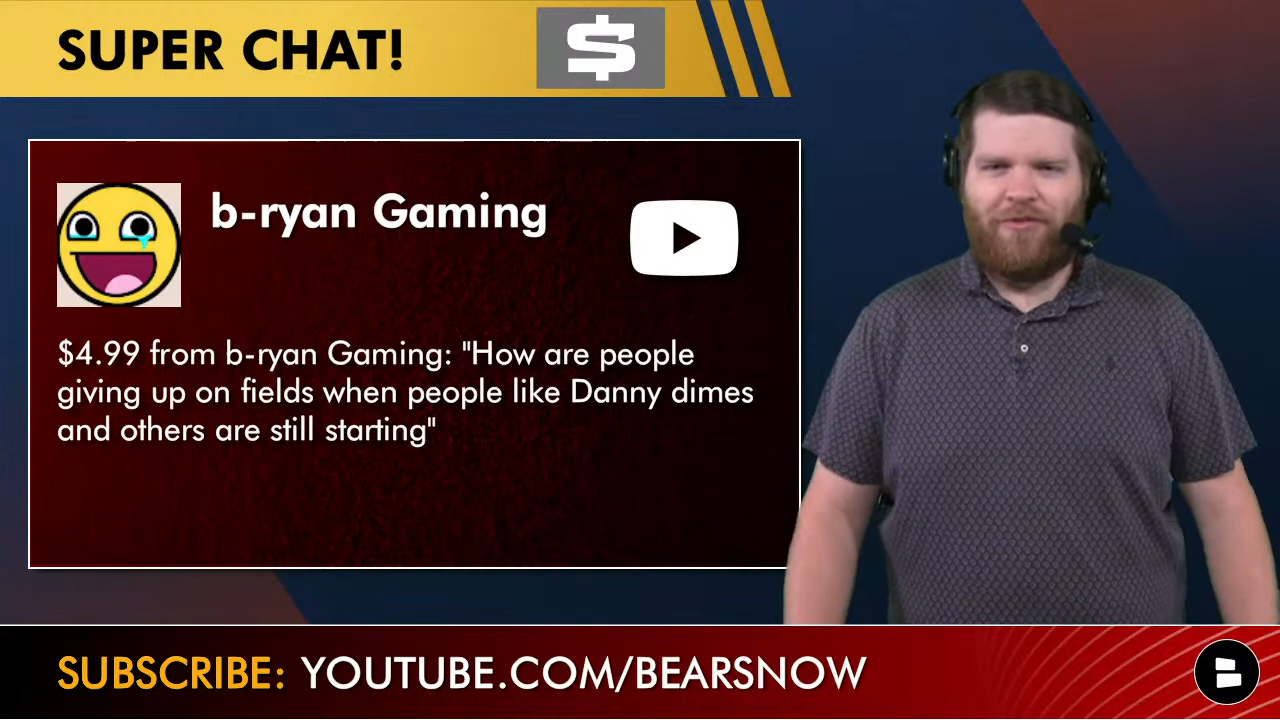 SUPER CHAT!
b-ryan Gaming
$4.99 from b-ryan Gaming: "How are people
giving up on fields when people like Danny dimes
and others are still starting"
SUBSCRIBE: YOUTUBE.COM/BEARSNOW